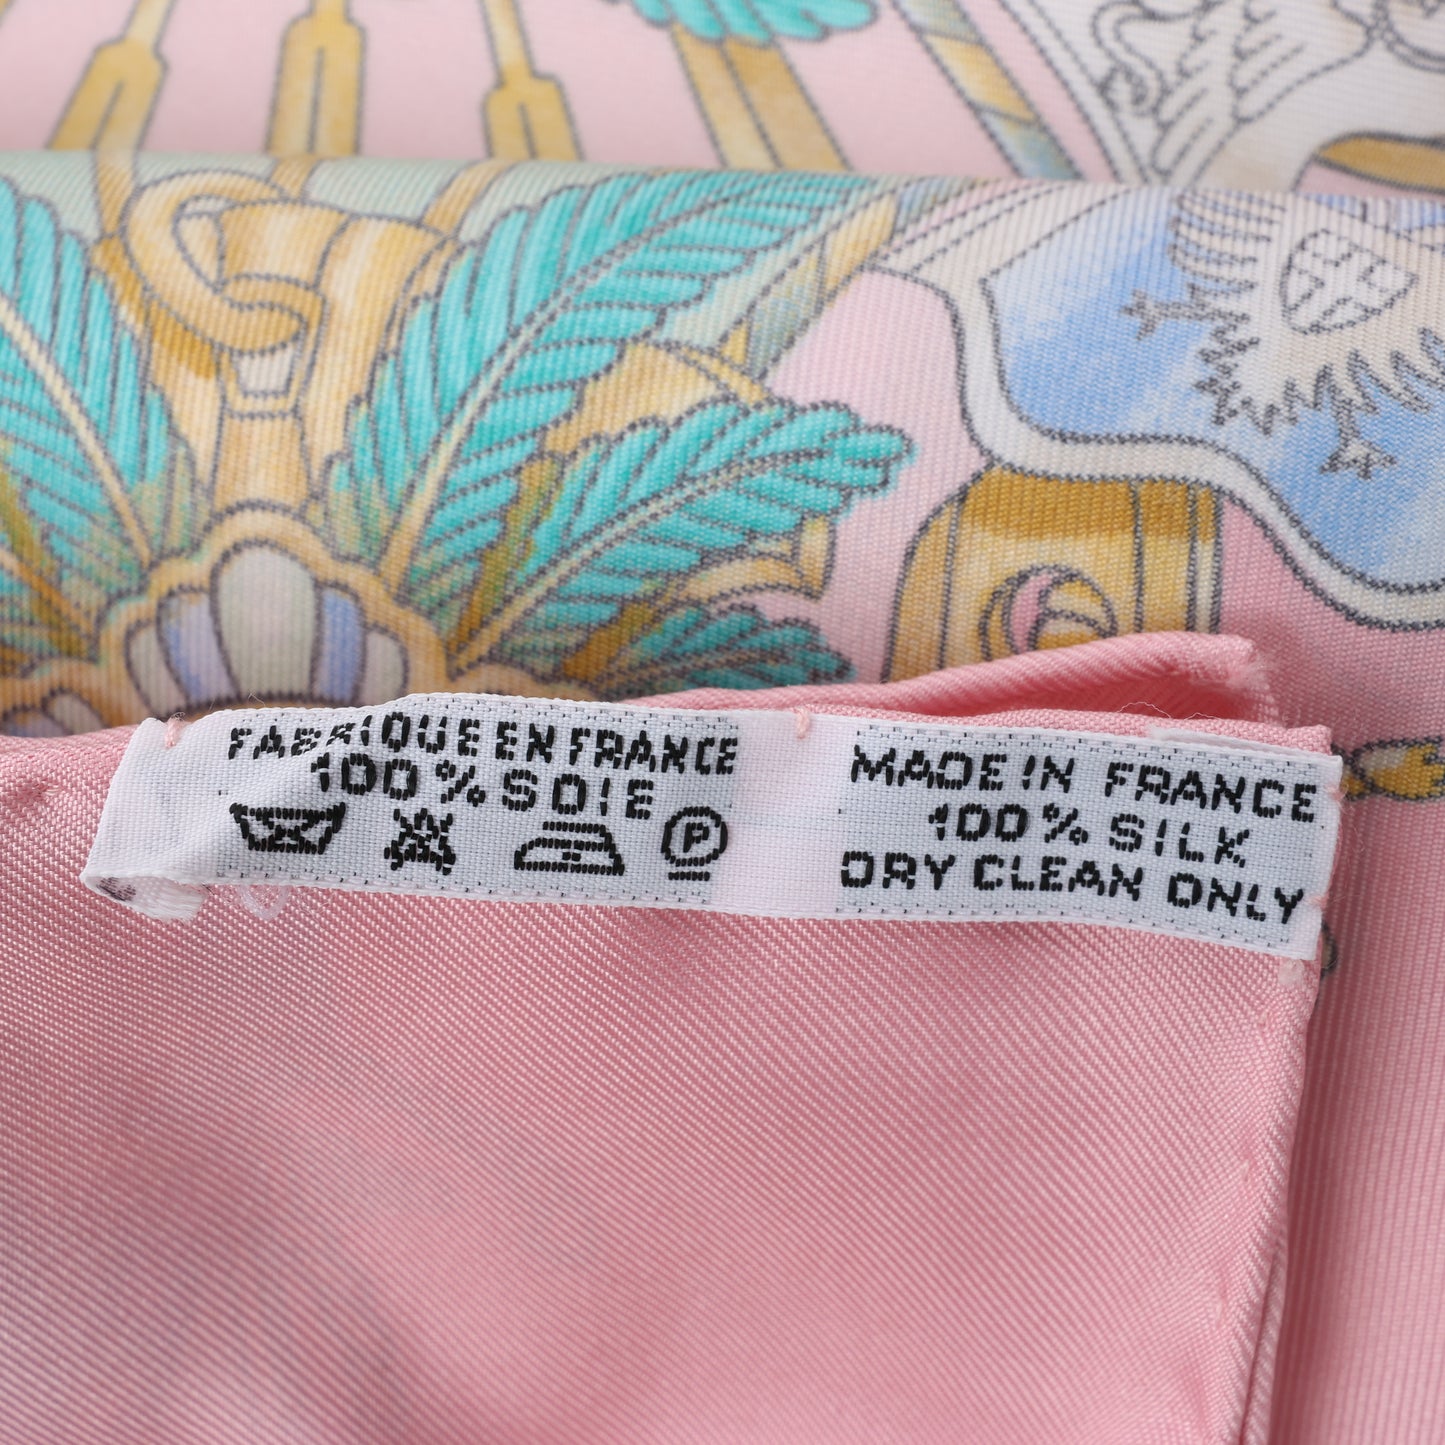 FABRIQUE EN FRANCE
100% SOIE
P
MADE IN FRANCE
100% SILK
DRY CLEAN ONLY